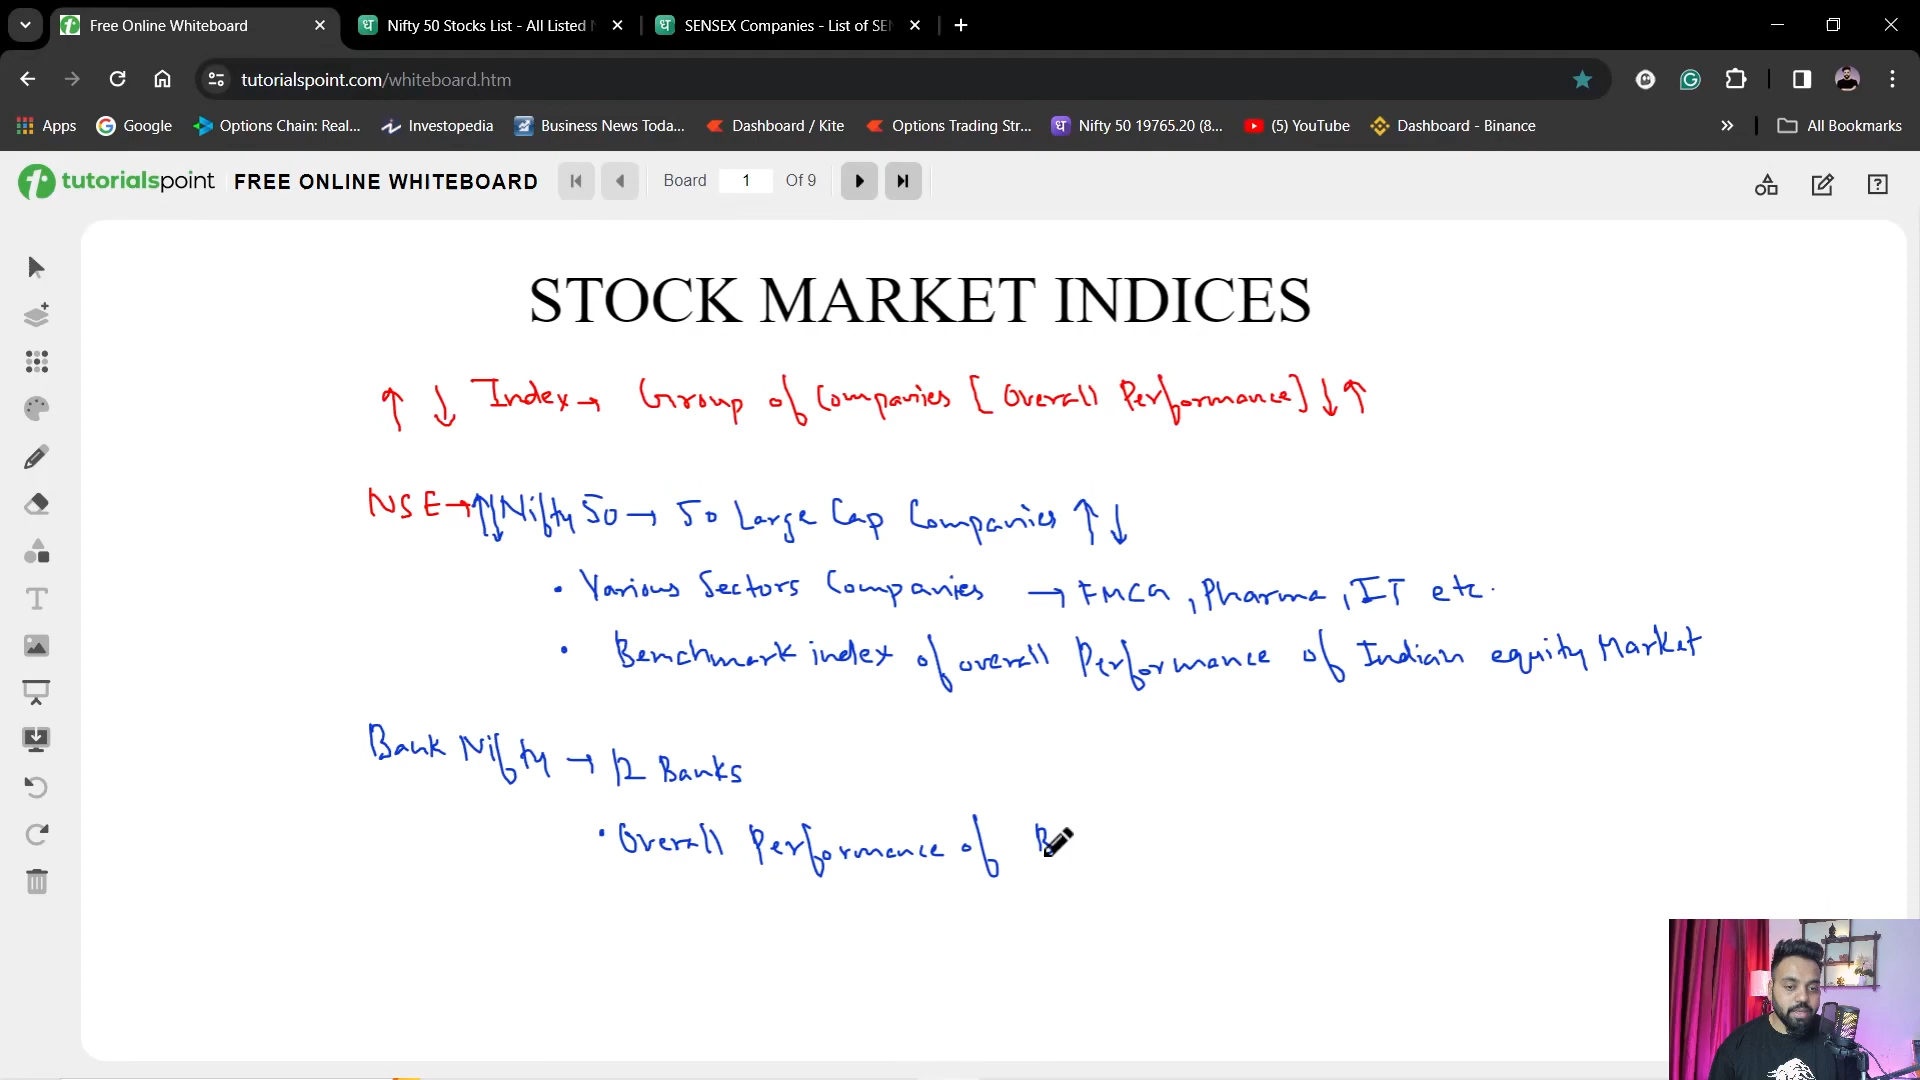 Free Online Whiteboard
Nifty 50 Stocks List - All Listed
SENSEX Companies - List of SEN
tutorialspoint.com/whiteboard.htm
Apps Google Options Chain: Real... Investopedia Business News Toda... Dashboard / Kite Options Trading Str... Nifty 50 19765.20 (8... (5) YouTube Dashboard - Binance All Bookmarks
tutorialspoint FREE ONLINE WHITEBOARD Board 1 Of 9
STOCK MARKET INDICES
↑ ↓ Index → Group of Companies [Overall Performance] ↓ ↑
NSE → ↑↓ Nifty 50 → 50 Large Cap Companies ↑ ↓
• Various Sectors Companies → FMCG, Pharma, IT etc.
• Benchmark index of overall Performance of Indian equity Market
Bank Nifty → 12 Banks
• Overall Performance of B